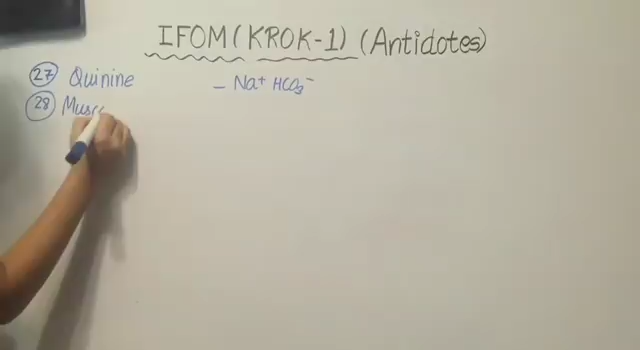 IFOM (KROK-1) (Antidotes)
27 Quinine - Na+ HCO3-
28 Musc